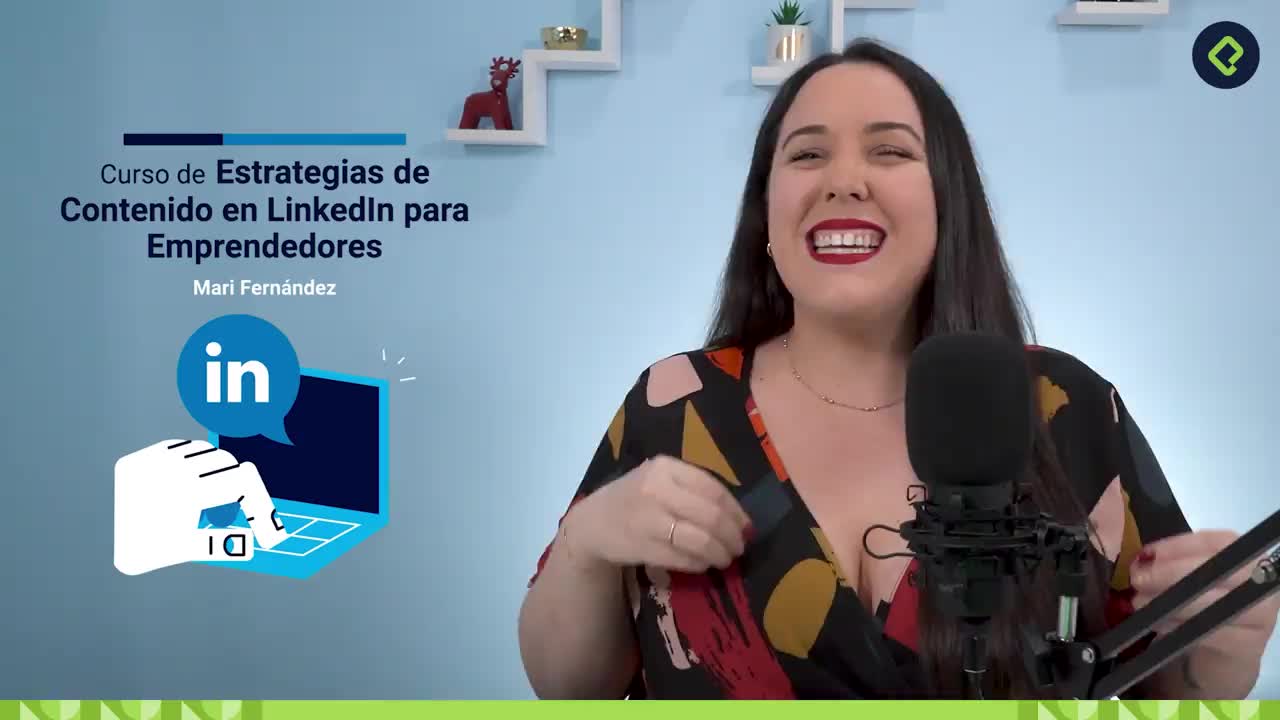 Curso de Estrategias de
Contenido en LinkedIn para
Emprendedores
Mari Fernández
in